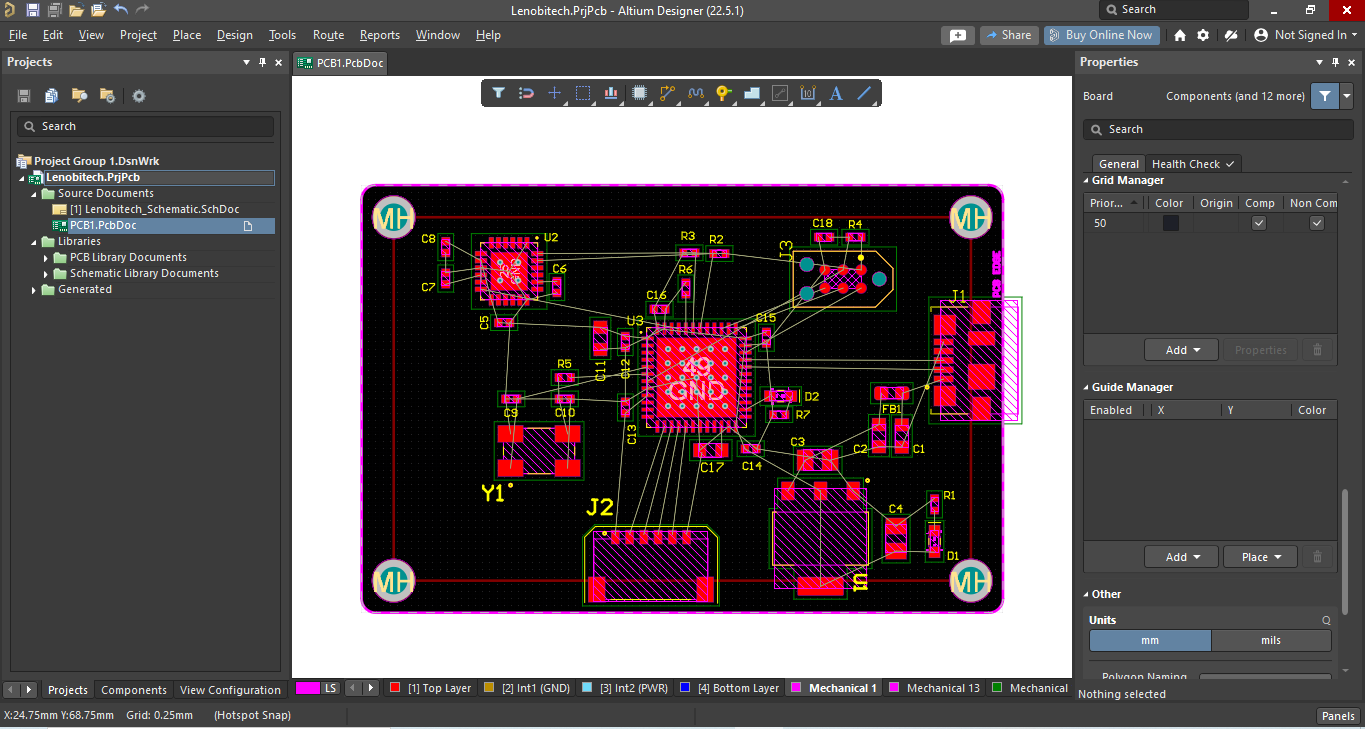 Lenobitech.PrjPcb - Altium Designer (22.5.1)
Search
File Edit View Project Place Design Tools Route Reports Window Help
Share
Buy Online Now
Not Signed In
Projects
PCB1.PcbDoc
Properties
Search
Project Group 1.DsnWrk
Lenobitech.PrjPcb
Source Documents
[1] Lenobitech_Schematic.SchDoc
PCB1.PcbDoc
Libraries
PCB Library Documents
Schematic Library Documents
Generated
Board
Components (and 12 more)
Search
General
Health Check
Grid Manager
Prior... Color Origin Comp Non Com
50
Add
Properties
Guide Manager
Enabled X Y Color
Add
Place
Other
Units
mm
mils
Polygon Naming
Nothing selected
MH
MH
C18
R4
C8
U2
R3
R2
J3
25
GND
C7
C6
R6
PCB EDGE
J1
C5
C16
U3
C15
C11
C12
R5
49
GND
D2
C9
C10
R7
FB1
C13
C3
C2
C1
C17
C14
Y1
J2
C4
R1
D1
U1
MH
MH
Projects
Components
View Configuration
LS
[1] Top Layer
[2] Int1 (GND)
[3] Int2 (PWR)
[4] Bottom Layer
Mechanical 1
Mechanical 13
Mechanical
X:24.75mm Y:68.75mm Grid: 0.25mm (Hotspot Snap)
Panels